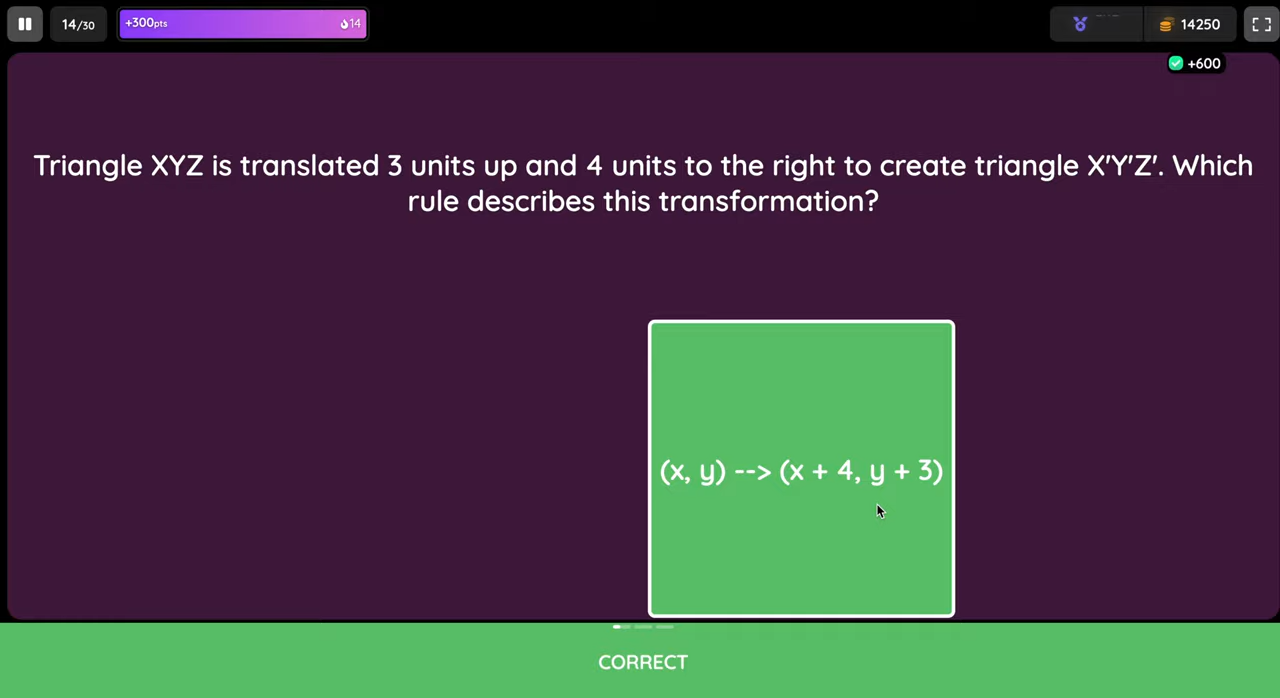 14/30
+300pts
14
14250
+600
Triangle XYZ is translated 3 units up and 4 units to the right to create triangle X'Y'Z'. Which
rule describes this transformation?
(x, y) --> (x + 4, y + 3)
CORRECT